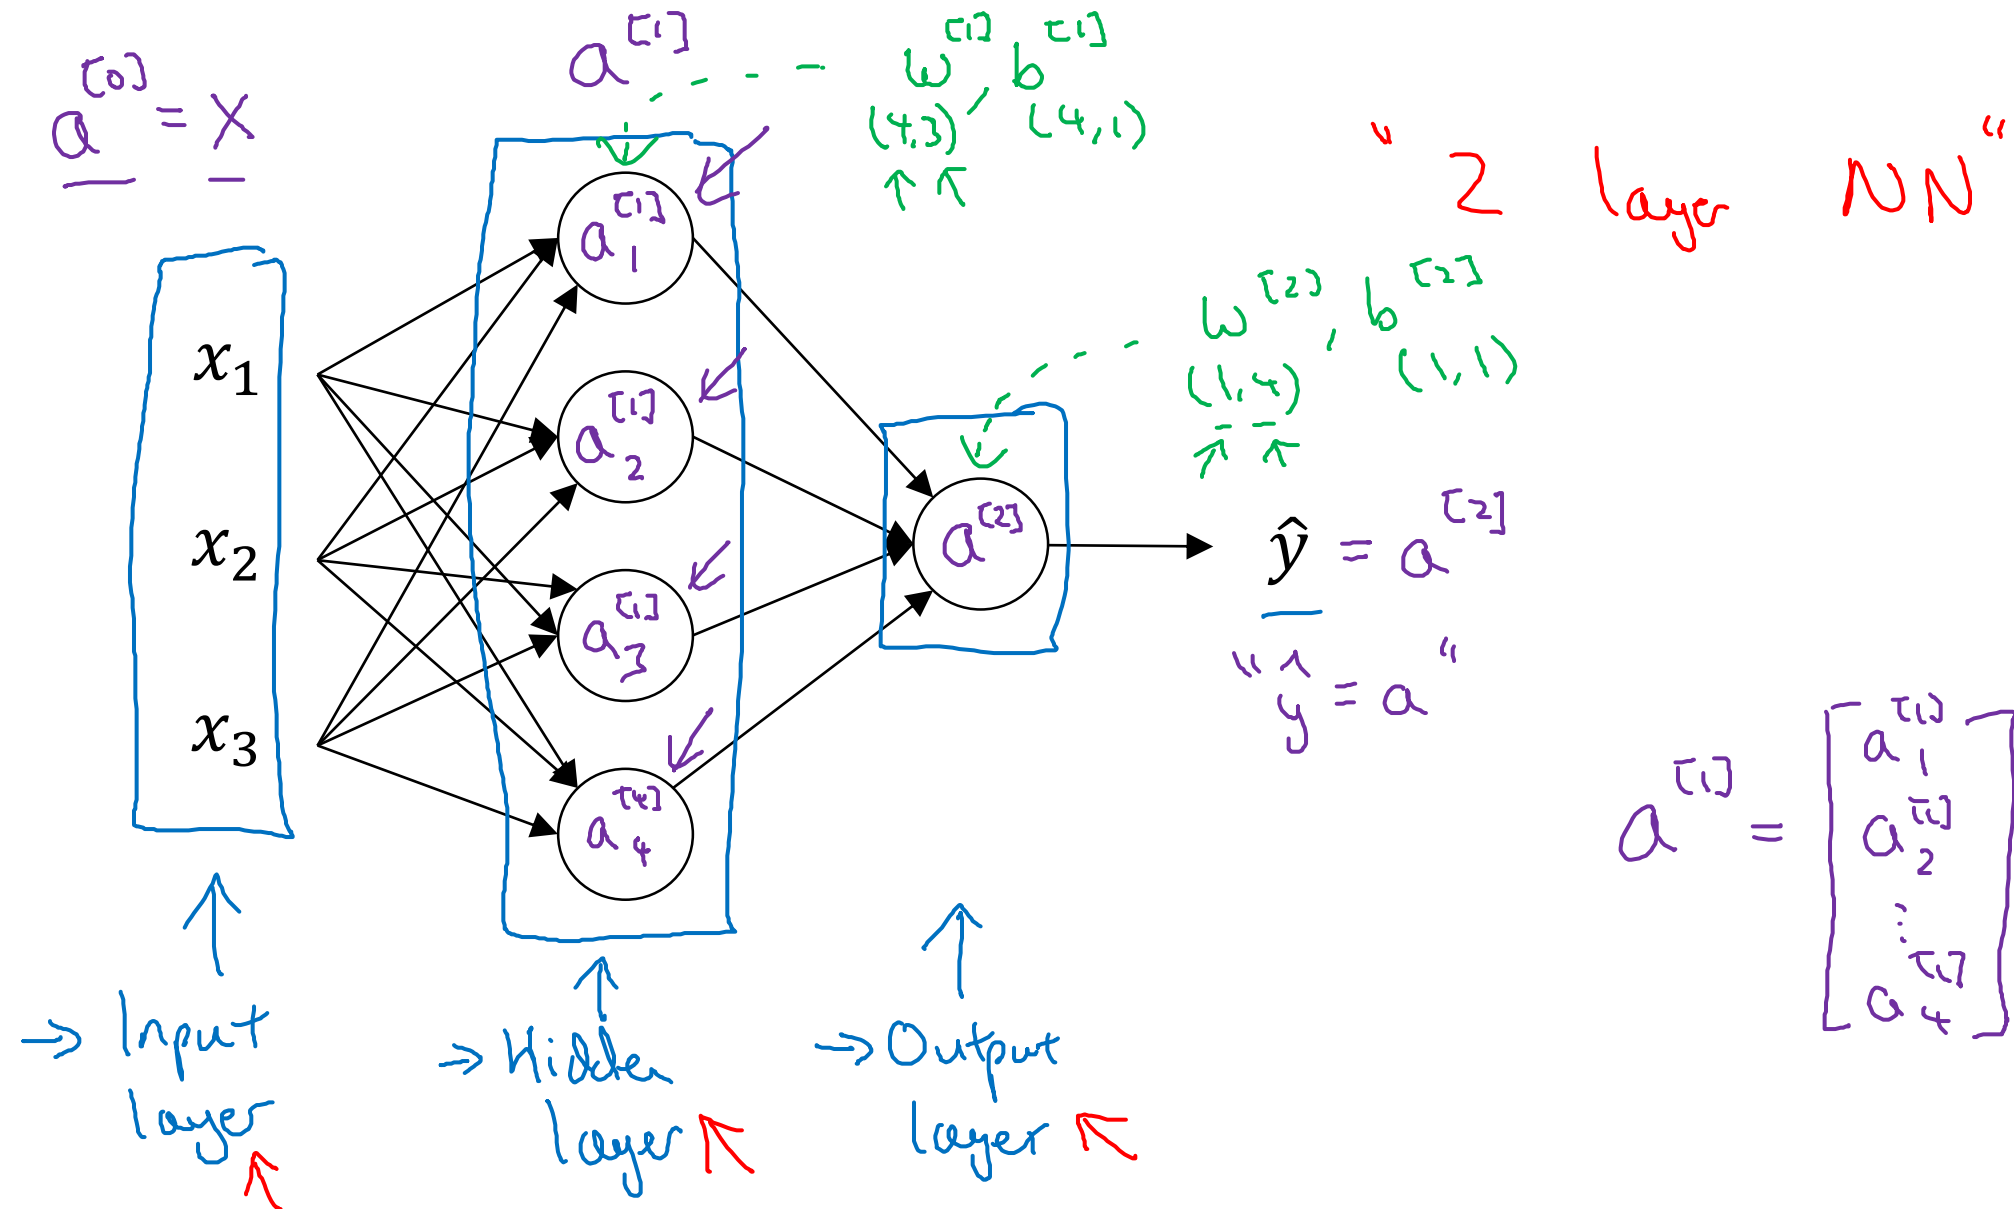 a^[0] = X
a^[1]
w^[1], b^[1]
(4,3) (4,1)
"2 layer NN"
x₁
x₂
x₃
a₁^[1]
a₂^[1]
a₃^[1]
a₄^[4]
w^[2], b^[2]
(1,4) (1,1)
a^[2]
ŷ = a^[2]
"ŷ = a"
a^[1] = [a₁^[1]
a₂^[1]
⋮
a₄^[1]]
→ Input
layer
→ Hidden
layer
→ Output
layer